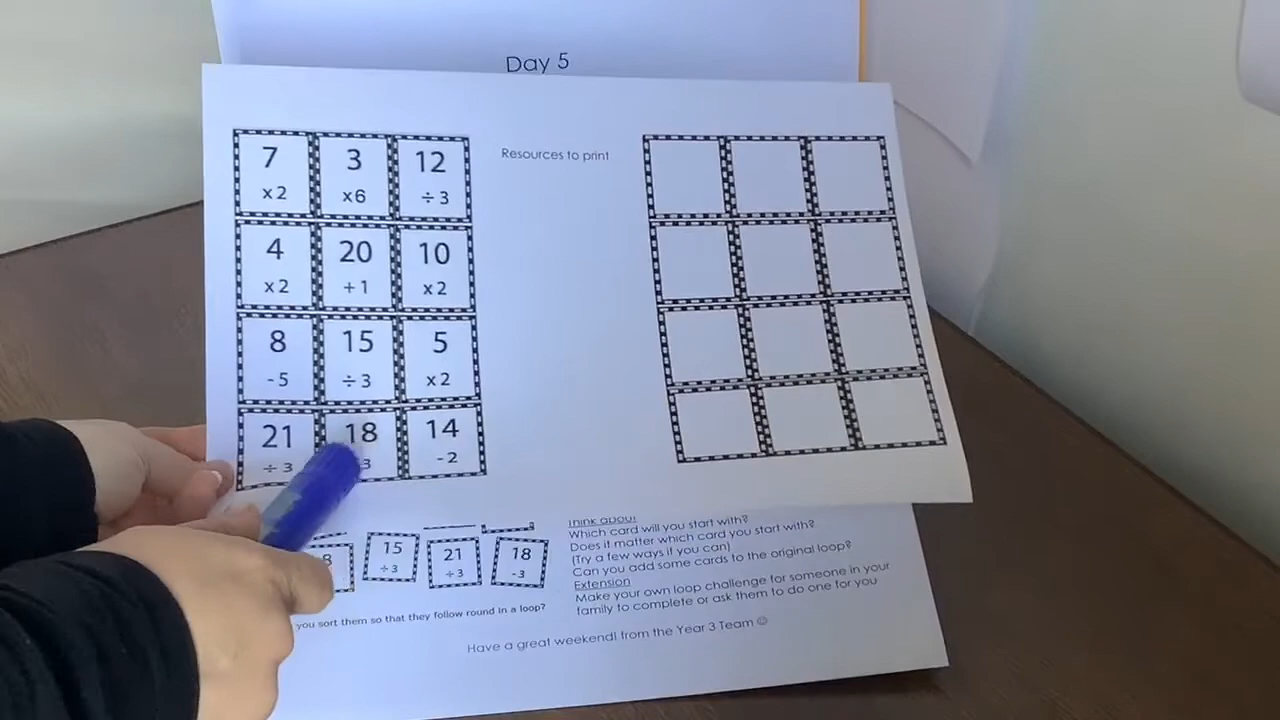 Day 5
Resources to print
7 3 12
x2 x6 ÷3
4 20 10
x2 +1 x2
8 15 5
-5 ÷3 x2
21 18 14
÷3 3 -2
8 15 21 18
÷3 ÷3 -3
you sort them so that they follow round in a loop?
Think about
Which card will you start with?
Does it matter which card you start with?
(Try a few ways if you can)
Can you add some cards to the original loop?
Extension
Make your own loop challenge for someone in your
family to complete or ask them to do one for you
Have a great weekend! from the Year 3 Team ☺